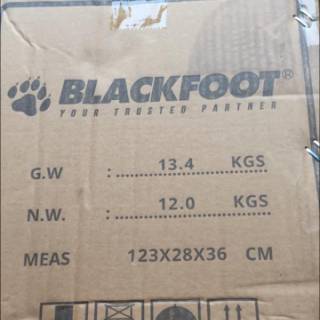 BLACKFOOT®
YOUR TRUSTED PARTNER
G.W : 13.4 KGS
N.W. : 12.0 KGS
MEAS 123X28X36 CM